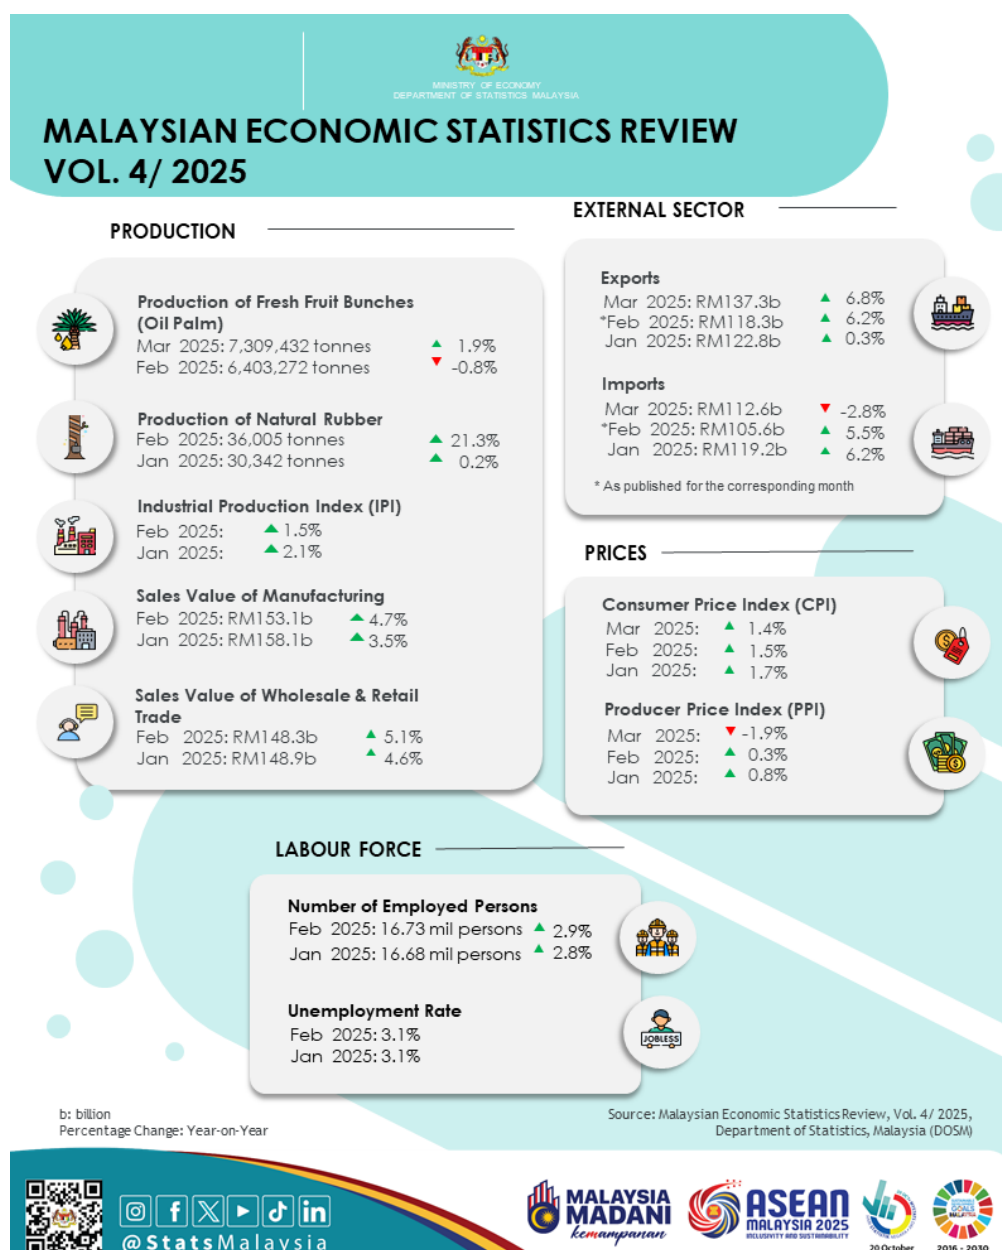 MINISTRY OF ECONOMY
DEPARTMENT OF STATISTICS MALAYSIA
MALAYSIAN ECONOMIC STATISTICS REVIEW
VOL. 4/ 2025
PRODUCTION
Production of Fresh Fruit Bunches
(Oil Palm)
Mar 2025: 7,309,432 tonnes ▲ 1.9%
Feb 2025: 6,403,272 tonnes ▼ -0.8%
Production of Natural Rubber
Feb 2025: 36,005 tonnes ▲ 21.3%
Jan 2025: 30,342 tonnes ▲ 0.2%
Industrial Production Index (IPI)
Feb 2025: ▲ 1.5%
Jan 2025: ▲ 2.1%
Sales Value of Manufacturing
Feb 2025: RM153.1b ▲ 4.7%
Jan 2025: RM158.1b ▲ 3.5%
Sales Value of Wholesale & Retail
Trade
Feb 2025: RM148.3b ▲ 5.1%
Jan 2025: RM148.9b ▲ 4.6%
EXTERNAL SECTOR
Exports
Mar 2025: RM137.3b ▲ 6.8%
*Feb 2025: RM118.3b ▲ 6.2%
Jan 2025: RM122.8b ▲ 0.3%
Imports
Mar 2025: RM112.6b ▼ -2.8%
*Feb 2025: RM105.6b ▲ 5.5%
Jan 2025: RM119.2b ▲ 6.2%
* As published for the corresponding month
PRICES
Consumer Price Index (CPI)
Mar 2025: ▲ 1.4%
Feb 2025: ▲ 1.5%
Jan 2025: ▲ 1.7%
Producer Price Index (PPI)
Mar 2025: ▼ -1.9%
Feb 2025: ▲ 0.3%
Jan 2025: ▲ 0.8%
LABOUR FORCE
Number of Employed Persons
Feb 2025: 16.73 mil persons ▲ 2.9%
Jan 2025: 16.68 mil persons ▲ 2.8%
Unemployment Rate
Feb 2025: 3.1%
Jan 2025: 3.1%
JOBLESS
b: billion
Percentage Change: Year-on-Year
Source: Malaysian Economic Statistics Review, Vol. 4/ 2025,
Department of Statistics, Malaysia (DOSM)
@StatsMalaysia
MALAYSIA
MADANI
kemampanan
ASEAN
MALAYSIA 2025
INCLUSIVITY AND SUSTAINABILITY
20 October
2016 - 2030